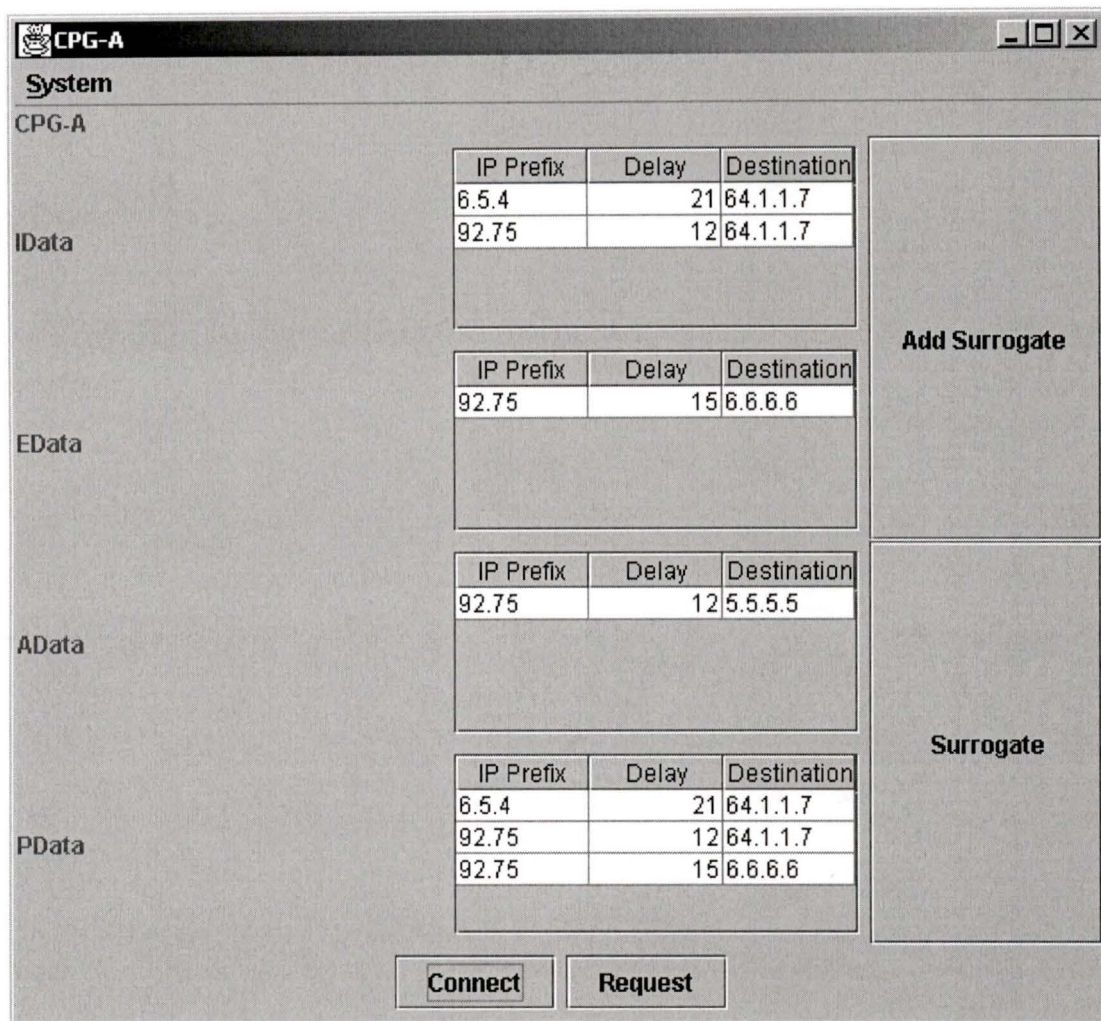 CPG-A
System
CPG-A
IData
IP Prefix Delay Destination
6.5.4 21 64.1.1.7
92.75 12 64.1.1.7
Add Surrogate
EData
IP Prefix Delay Destination
92.75 15 6.6.6.6
AData
IP Prefix Delay Destination
92.75 12 5.5.5.5
Surrogate
PData
IP Prefix Delay Destination
6.5.4 21 64.1.1.7
92.75 12 64.1.1.7
92.75 15 6.6.6.6
Connect Request